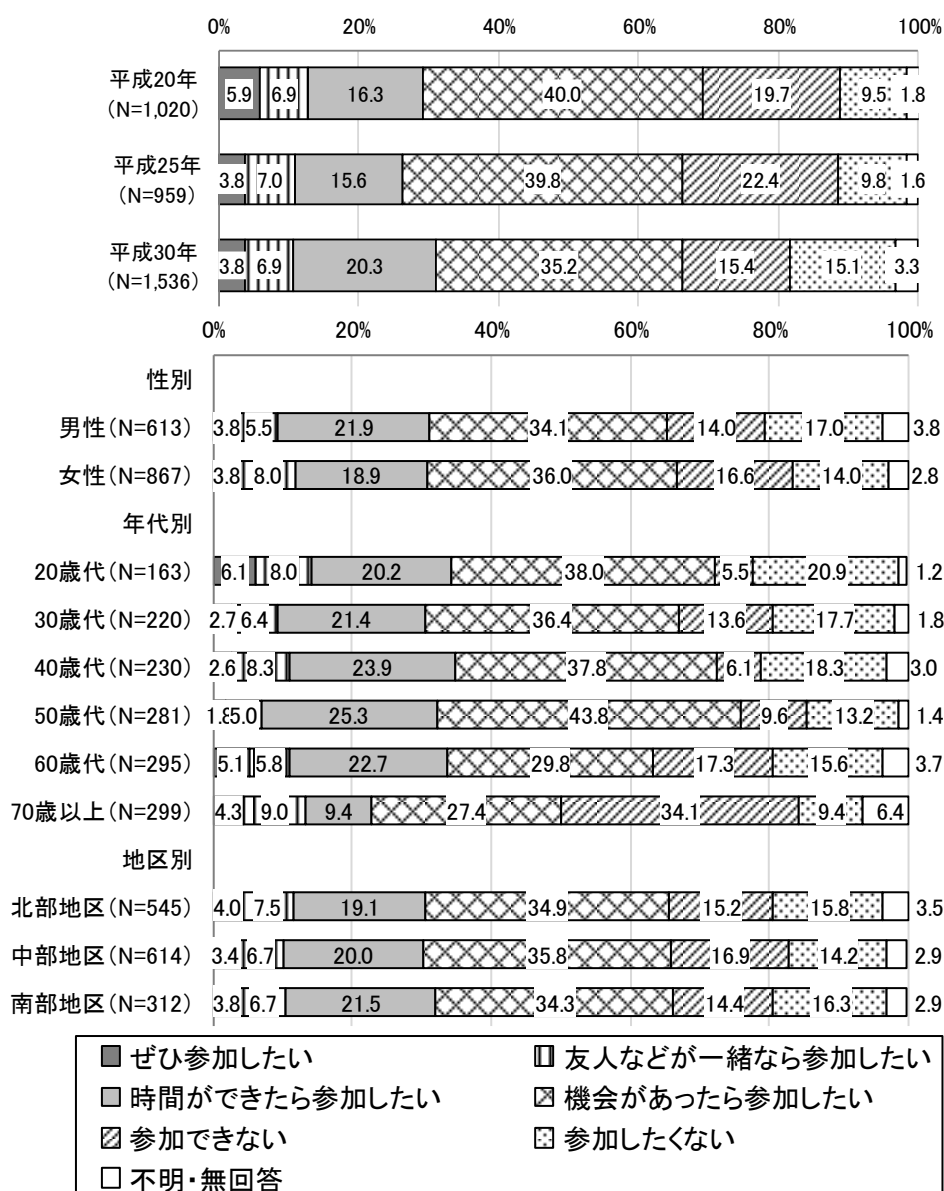 0% 20% 40% 60% 80% 100%
平成20年
(N=1,020)
5.9 6.9 16.3 40.0 19.7 9.5 1.8
平成25年
(N=959)
3.8 7.0 15.6 39.8 22.4 9.8 1.6
平成30年
(N=1,536)
3.8 6.9 20.3 35.2 15.4 15.1 3.3
0% 20% 40% 60% 80% 100%
性別
男性(N=613) 3.8 5.5 21.9 34.1 14.0 17.0 3.8
女性(N=867) 3.8 8.0 18.9 36.0 16.6 14.0 2.8
年代別
20歳代(N=163) 6.1 8.0 20.2 38.0 5.5 20.9 1.2
30歳代(N=220) 2.7 6.4 21.4 36.4 13.6 17.7 1.8
40歳代(N=230) 2.6 8.3 23.9 37.8 6.1 18.3 3.0
50歳代(N=281) 5.0 25.3 43.8 9.6 13.2 1.4
60歳代(N=295) 5.1 5.8 22.7 29.8 17.3 15.6 3.7
70歳以上(N=299) 4.3 9.0 9.4 27.4 34.1 9.4 6.4
地区別
北部地区(N=545) 4.0 7.5 19.1 34.9 15.2 15.8 3.5
中部地区(N=614) 3.4 6.7 20.0 35.8 16.9 14.2 2.9
南部地区(N=312) 3.8 6.7 21.5 34.3 14.4 16.3 2.9
ぜひ参加したい 友人などが一緒なら参加したい
時間ができたら参加したい 機会があったら参加したい
参加できない 参加したくない
不明・無回答